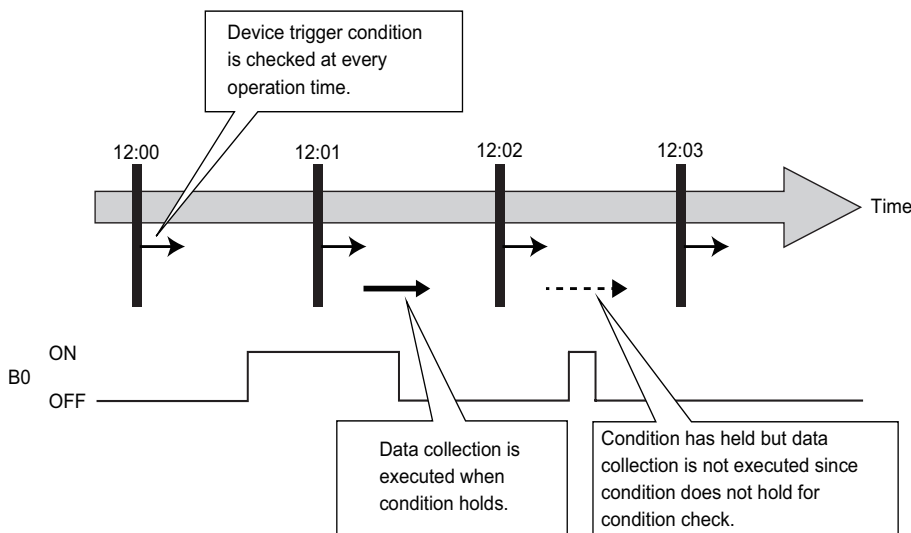 Device trigger condition
is checked at every
operation time.
12:00
12:01
12:02
12:03
Time
ON
B0
OFF
Data collection is
executed when
condition holds.
Condition has held but data
collection is not executed since
condition does not hold for
condition check.